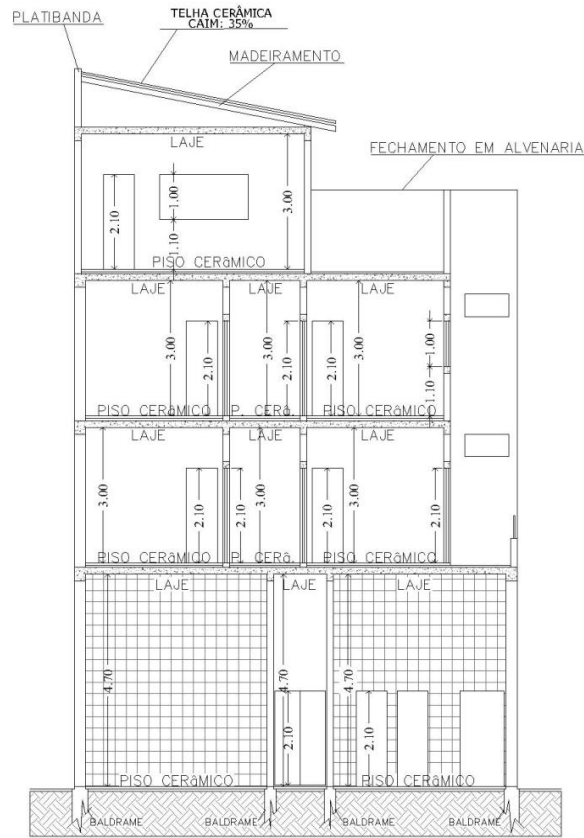 PLATIBANDA
TELHA CERÂMICA
CAIM: 35%
MADEIRAMENTO
FECHAMENTO EM ALVENARIA
LAJE
2.10
1.00
1.10
3.00
PISO CERâMICO
LAJE
LAJE
LAJE
3.00
2.10
3.00
2.10
2.10
3.00
1.00
1.10
PISO CERâMICO
P. CERâ.
PISO CERâMICO
LAJE
LAJE
LAJE
3.00
2.10
2.10
3.00
2.10
3.00
2.10
PISO CERâMICO
P. CERâ.
PISO CERâMICO
LAJE
LAJE
LAJE
4.70
4.70
2.10
4.70
2.10
PISO CERâMICO
PISO CERâMICO
BALDRAME
BALDRAME
BALDRAME
BALDRAME